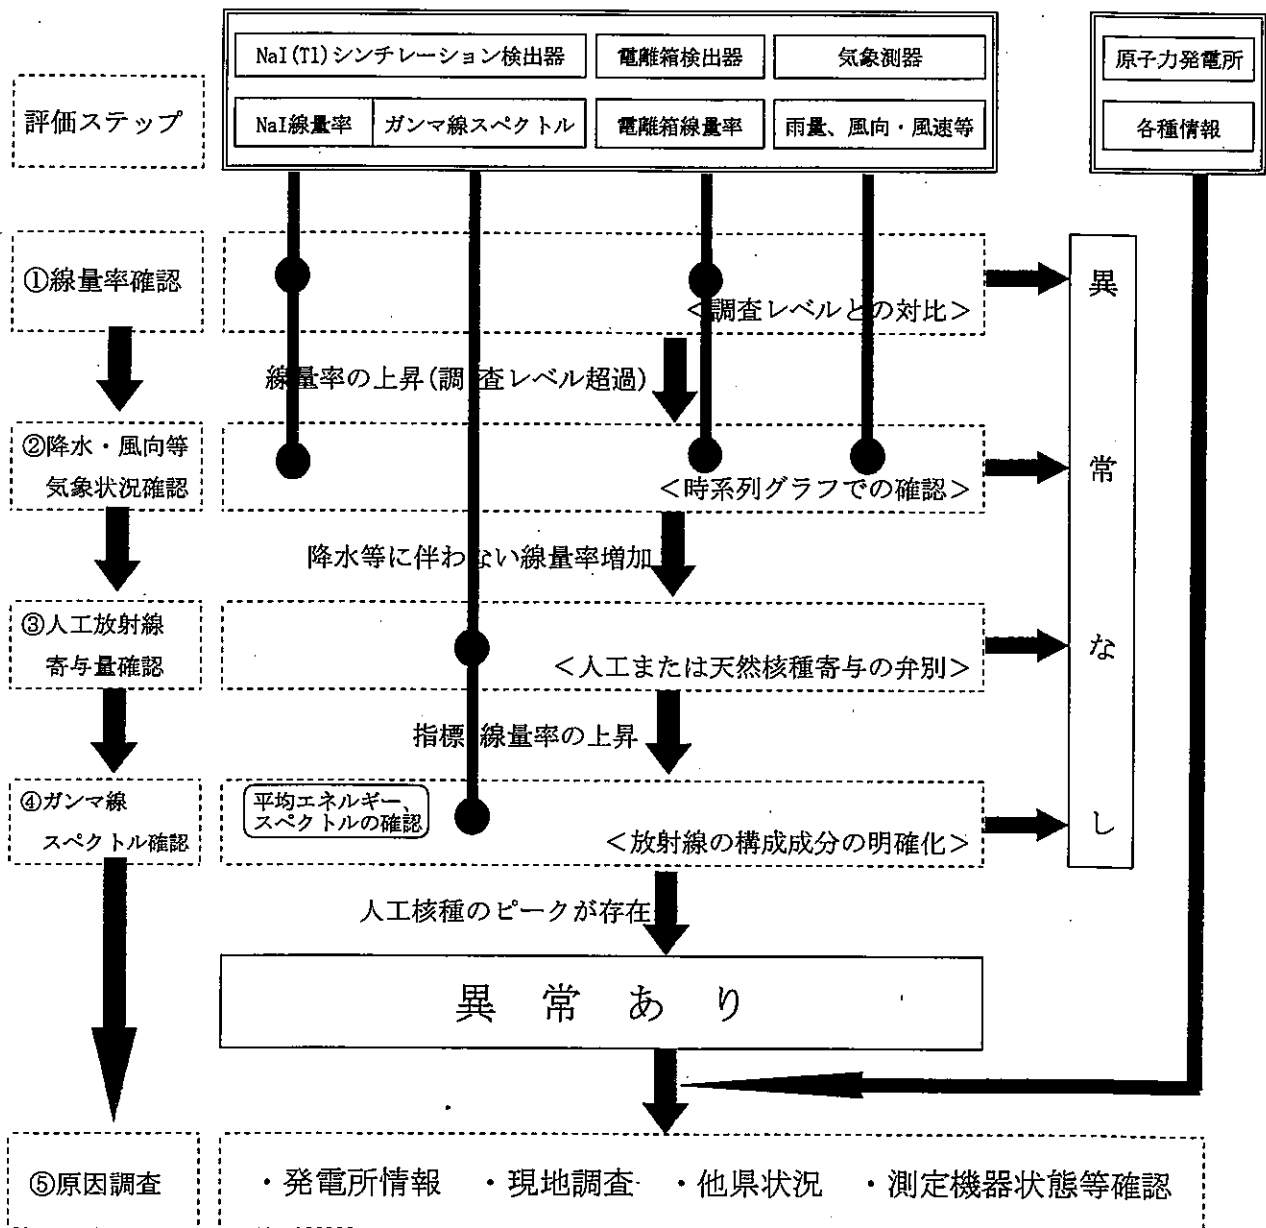 NaI(Tl)シンチレーション検出器
電離箱検出器
気象測器
原子力発電所
評価ステップ
NaI線量率
ガンマ線スペクトル
電離箱線量率
雨量、風向・風速等
各種情報
①線量率確認
<調査レベルとの対比>
線量率の上昇(調査レベル超過)
②降水・風向等
気象状況確認
<時系列グラフでの確認>
降水等に伴わない線量率増加
③人工放射線
寄与量確認
<人工または天然核種寄与の弁別>
指標線量率の上昇
④ガンマ線
スペクトル確認
平均エネルギー、
スペクトルの確認
<放射線の構成成分の明確化>
異常なし
人工核種のピークが存在
異常あり
⑤原因調査
・発電所情報 ・現地調査 ・他県状況 ・測定機器状態等確認